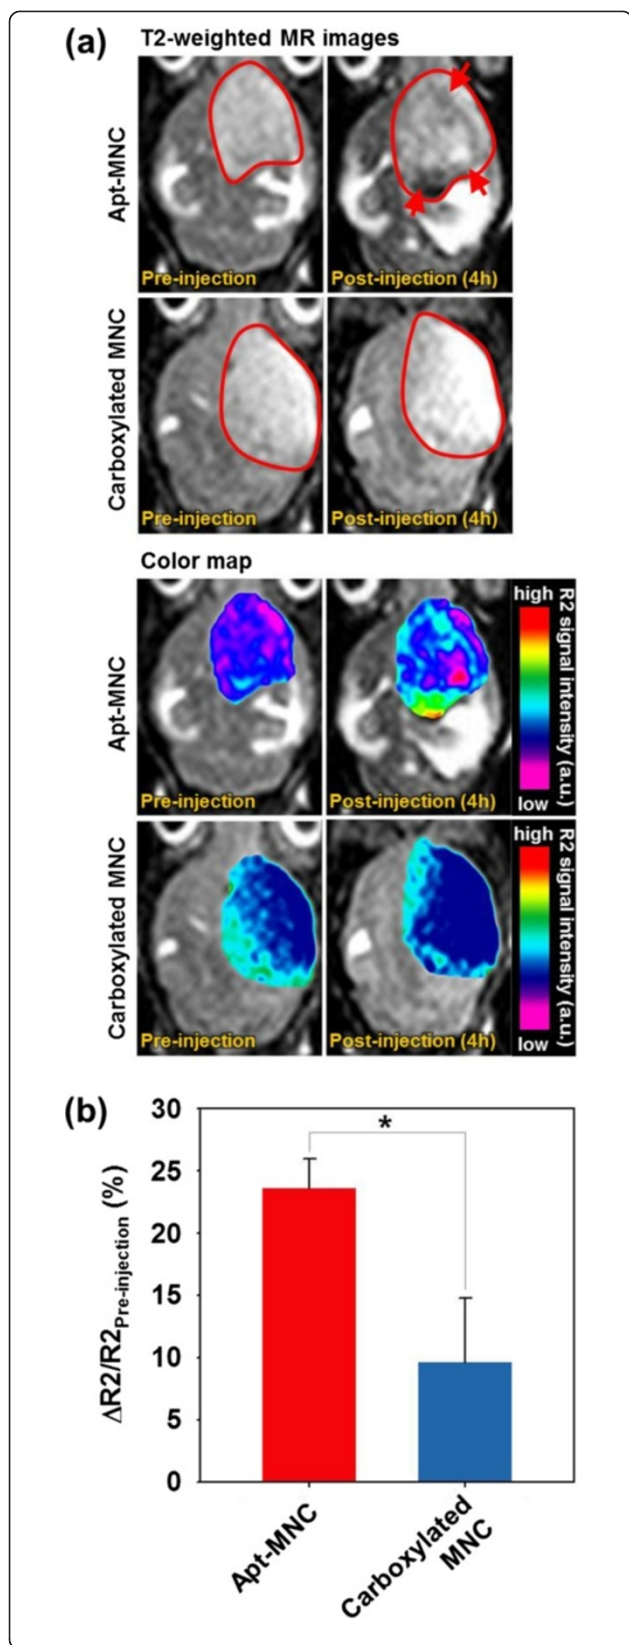 (a) T2-weighted MR images
Apt-MNC
Pre-injection
Post-injection (4h)
Carboxylated MNC
Pre-injection
Post-injection (4h)
Color map
Apt-MNC
Pre-injection
Post-injection (4h)
high
R2 signal intensity (a.u.)
low
Carboxylated MNC
Pre-injection
Post-injection (4h)
high
R2 signal intensity (a.u.)
low
(b)
ΔR2/R2Pre-injection (%)
30
25
20
15
10
5
0
*
Apt-MNC
Carboxylated
MNC